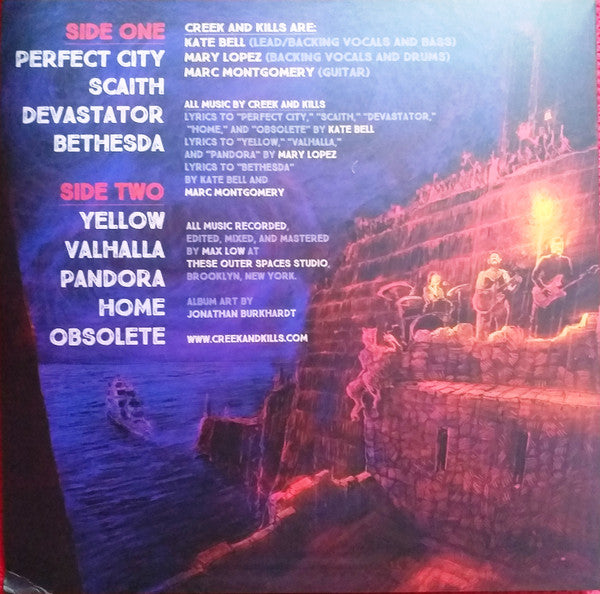 SIDE ONE
PERFECT CITY
SCAITH
DEVASTATOR
BETHESDA
SIDE TWO
YELLOW
VALHALLA
PANDORA
HOME
OBSOLETE
CREEK AND KILLS ARE:
KATE BELL (LEAD/BACKING VOCALS AND BASS)
MARY LOPEZ (BACKING VOCALS AND DRUMS)
MARC MONTGOMERY (GUITAR)
ALL MUSIC BY CREEK AND KILLS
LYRICS TO "PERFECT CITY," "SCAITH," "DEVASTATOR,"
"HOME," AND "OBSOLETE" BY KATE BELL
LYRICS TO "YELLOW," "VALHALLA,"
AND "PANDORA" BY MARY LOPEZ
LYRICS TO "BETHESDA"
BY KATE BELL AND
MARC MONTGOMERY
ALL MUSIC RECORDED,
EDITED, MIXED, AND MASTERED
BY MAX LOW AT
THESE OUTER SPACES STUDIO,
BROOKLYN, NEW YORK.
ALBUM ART BY
JONATHAN BURKHARDT
WWW.CREEKANDKILLS.COM